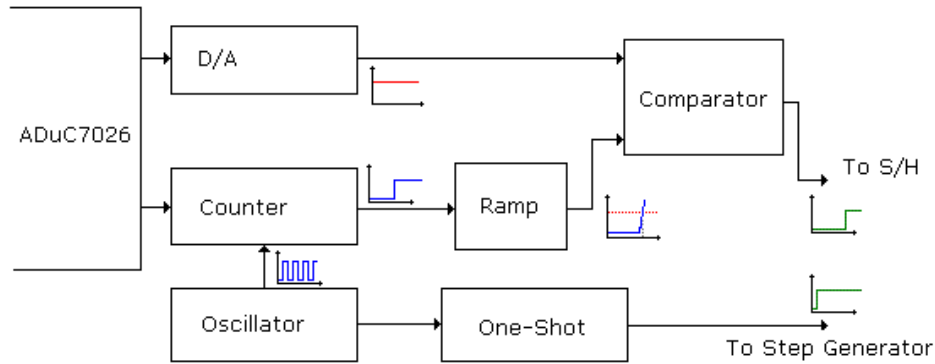 D/A
Comparator
ADuC7026
To S/H
Counter
Ramp
Oscillator
One-Shot
To Step Generator